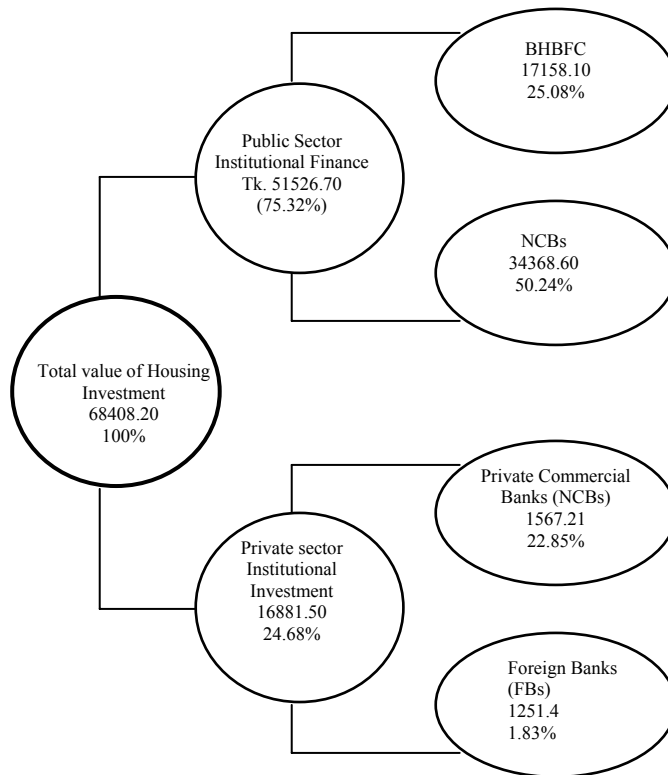 BHBFC
17158.10
25.08%
Public Sector
Institutional Finance
Tk. 51526.70
(75.32%)
NCBs
34368.60
50.24%
Total value of Housing
Investment
68408.20
100%
Private Commercial
Banks (NCBs)
1567.21
22.85%
Private sector
Institutional
Investment
16881.50
24.68%
Foreign Banks
(FBs)
1251.4
1.83%